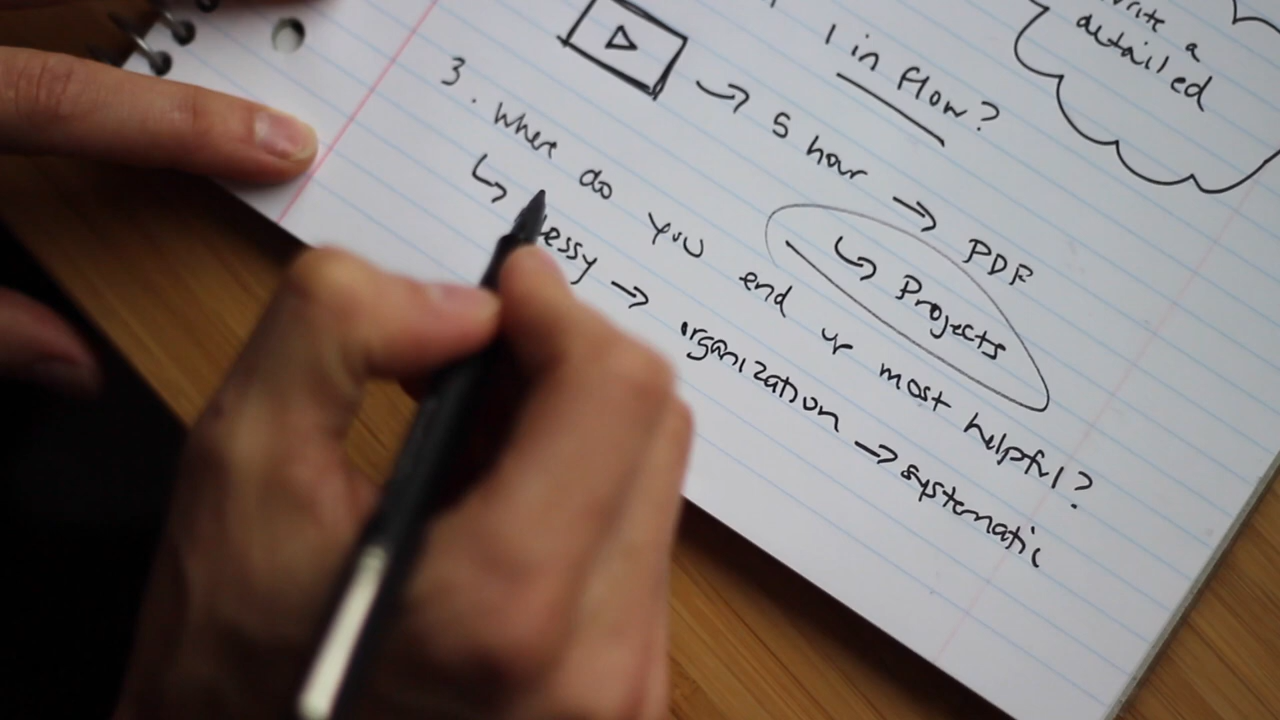 write a
detailed
1 in flow?
→ 5 hour → PDF
↳ Projects
3. where do you end up most helpful?
↳ essy → organization → systematic